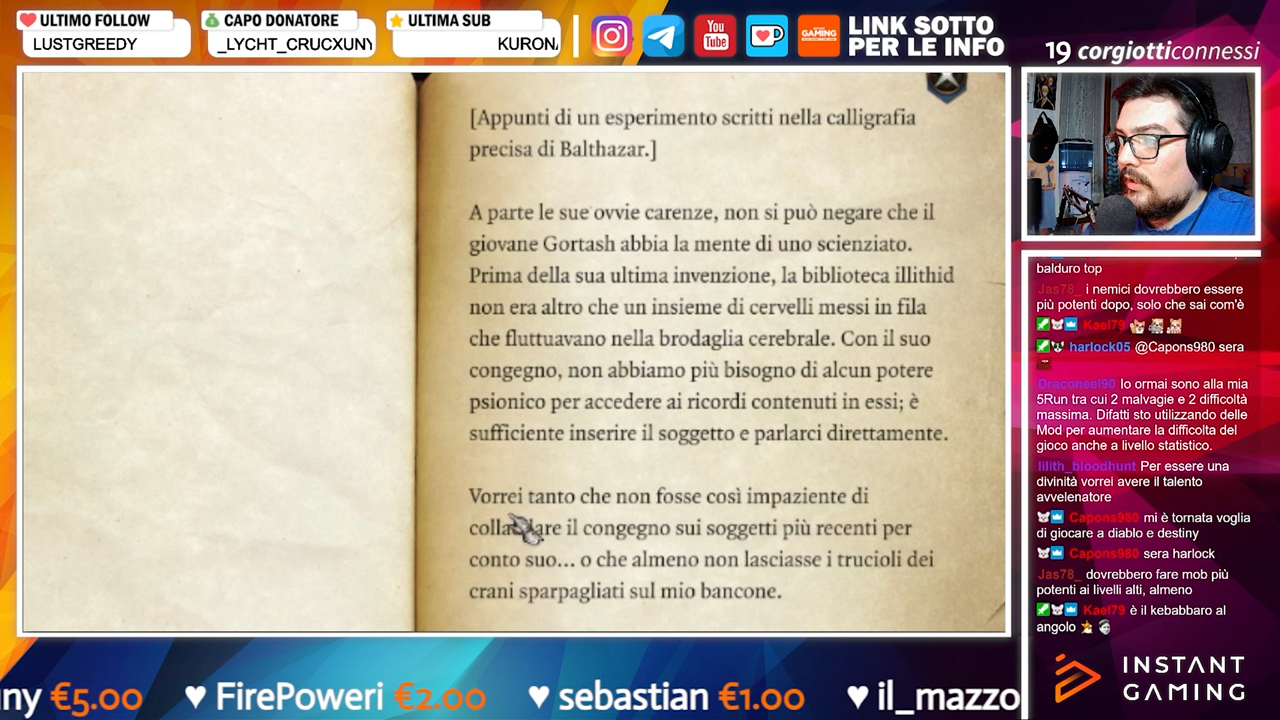 ULTIMO FOLLOW
LUSTGREEDY
CAPO DONATORE
_LYCHT_CRUCXUNY
ULTIMA SUB
KURON
You
Tube
GAMING
LINK SOTTO
PER LE INFO
19 corgiotticonnessi
[Appunti di un esperimento scritti nella calligrafia
precisa di Balthazar.]
A parte le sue ovvie carenze, non si può negare che il
giovane Gortash abbia la mente di uno scienziato.
Prima della sua ultima invenzione, la biblioteca illithid
non era altro che un insieme di cervelli messi in fila
che fluttuavano nella brodaglia cerebrale. Con il suo
congegno, non abbiamo più bisogno di alcun potere
psionico per accedere ai ricordi contenuti in essi; è
sufficiente inserire il soggetto e parlarci direttamente.
Vorrei tanto che non fosse così impaziente di
collaudare il congegno sui soggetti più recenti per
conto suo... o che almeno non lasciasse i trucioli dei
crani sparpagliati sul mio bancone.
balduro top
Jas78_ i nemici dovrebbero essere
più potenti dopo, solo che sai com'è
Kael79
harlock05 @Capons980 sera
Draconeel90 Io ormai sono alla mia
5Run tra cui 2 malvagie e 2 difficoltà
massima. Difatti sto utilizzando delle
Mod per aumentare la difficolta del
gioco anche a livello statistico.
lilith_bloodhunt Per essere una
divinità vorrei avere il talento
avvelenatore
Capons980 mi è tornata voglia
di giocare a diablo e destiny
Capons980 sera harlock
Jas78_ dovrebbero fare mob più
potenti ai livelli alti, almeno
Kael79 è il kebabbaro al
angolo
INSTANT
GAMING
ny €5.00 ♥ FirePoweri €2.00 ♥ sebastian €1.00 ♥ il_mazzo